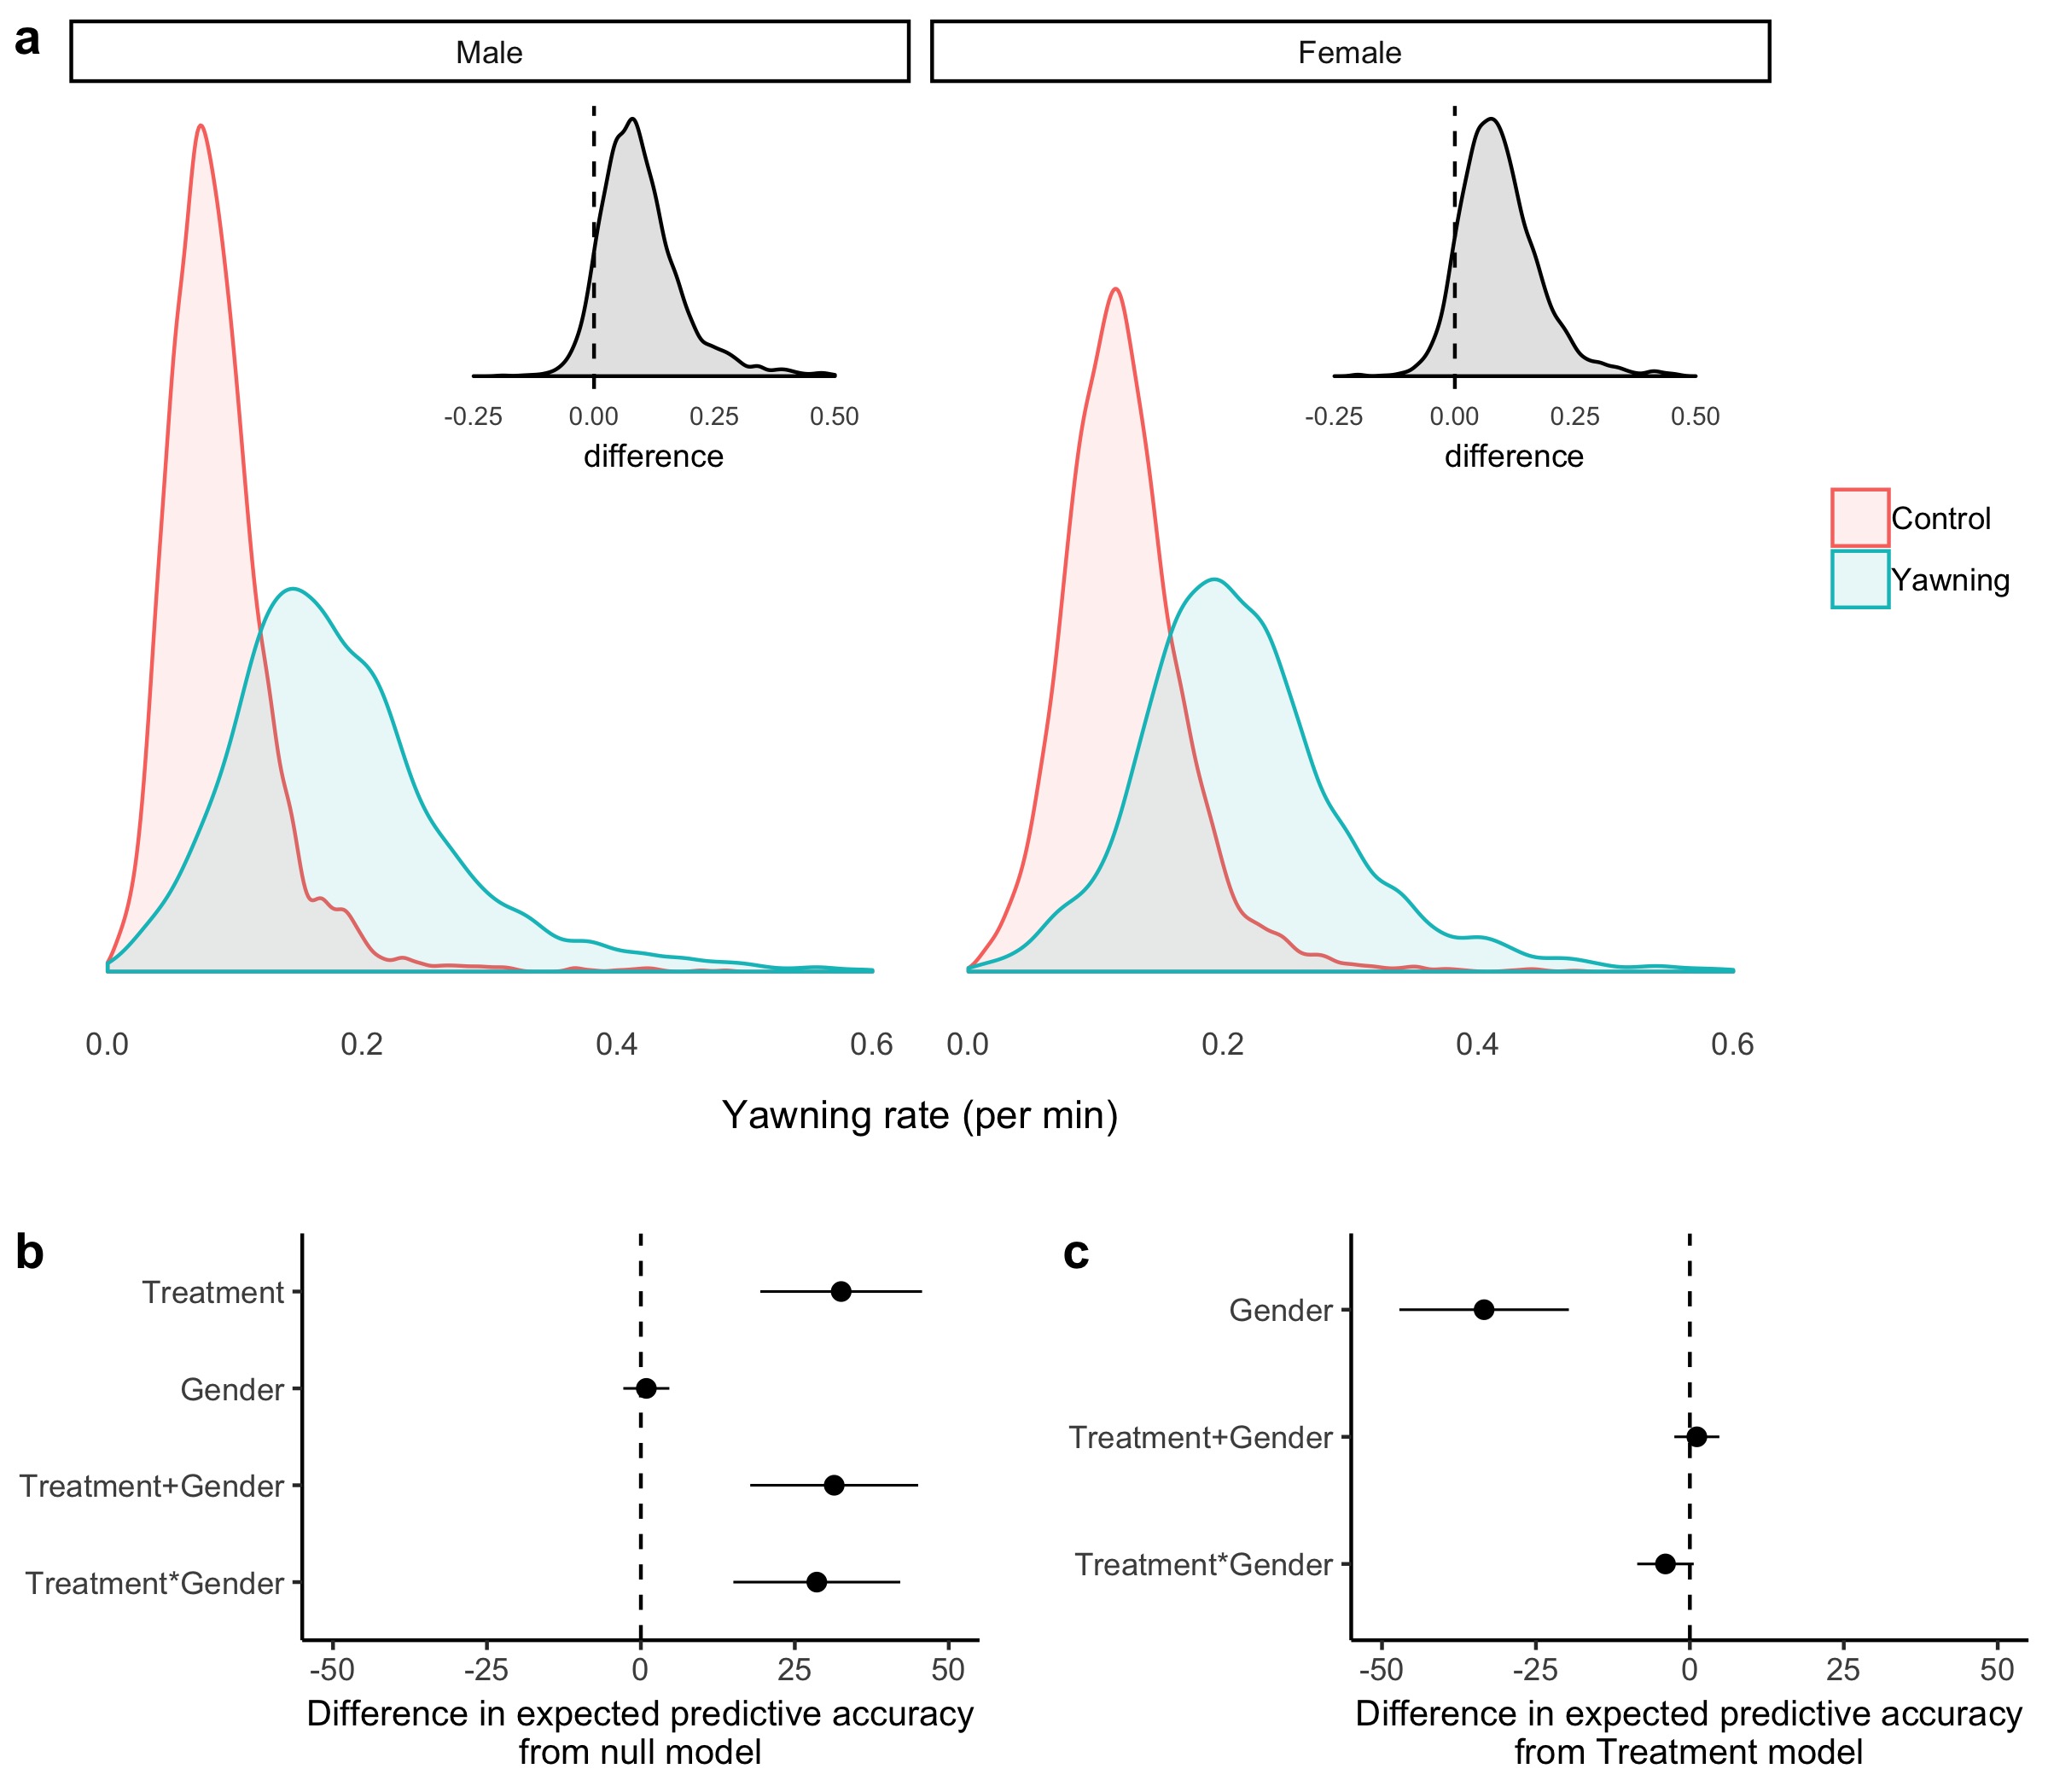 a
Male
Female
-0.25 0.00 0.25 0.50
difference
-0.25 0.00 0.25 0.50
difference
Control
Yawning
0.0 0.2 0.4 0.6
0.0 0.2 0.4 0.6
Yawning rate (per min)
b
Treatment
Gender
Treatment+Gender
Treatment*Gender
-50 -25 0 25 50
Difference in expected predictive accuracy
from null model
c
Gender
Treatment+Gender
Treatment*Gender
-50 -25 0 25 50
Difference in expected predictive accuracy
from Treatment model